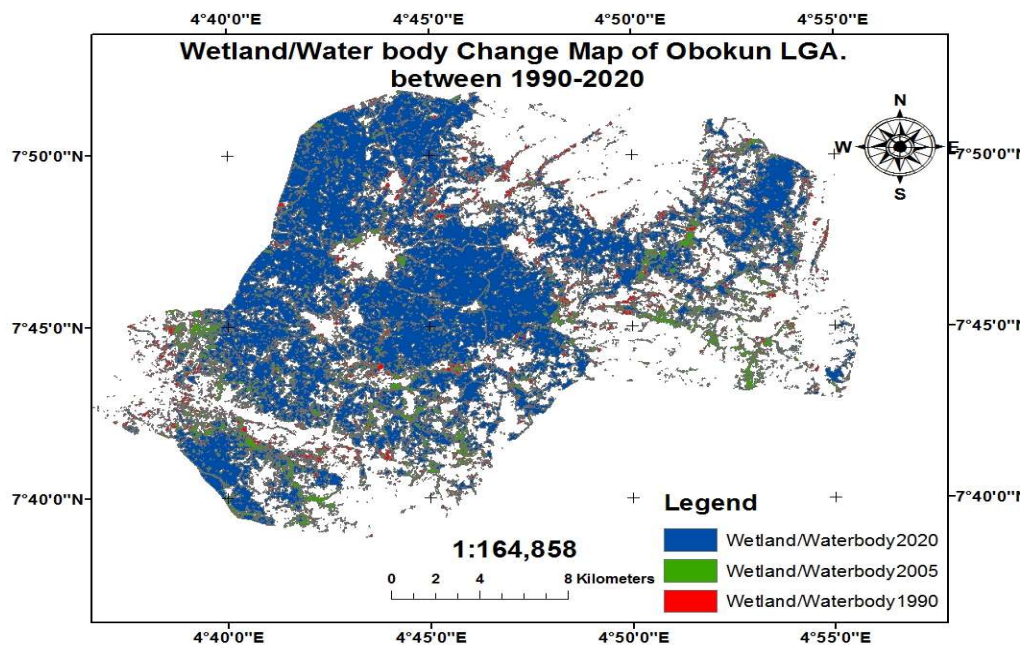 4°40'0"E 4°45'0"E 4°50'0"E 4°55'0"E
Wetland/Water body Change Map of Obokun LGA.
between 1990-2020
N
W E
S
7°50'0"N 7°50'0"N
7°45'0"N 7°45'0"N
7°40'0"N 7°40'0"N
Legend
Wetland/Waterbody2020
Wetland/Waterbody2005
Wetland/Waterbody1990
1:164,858
0 2 4 8 Kilometers
4°40'0"E 4°45'0"E 4°50'0"E 4°55'0"E